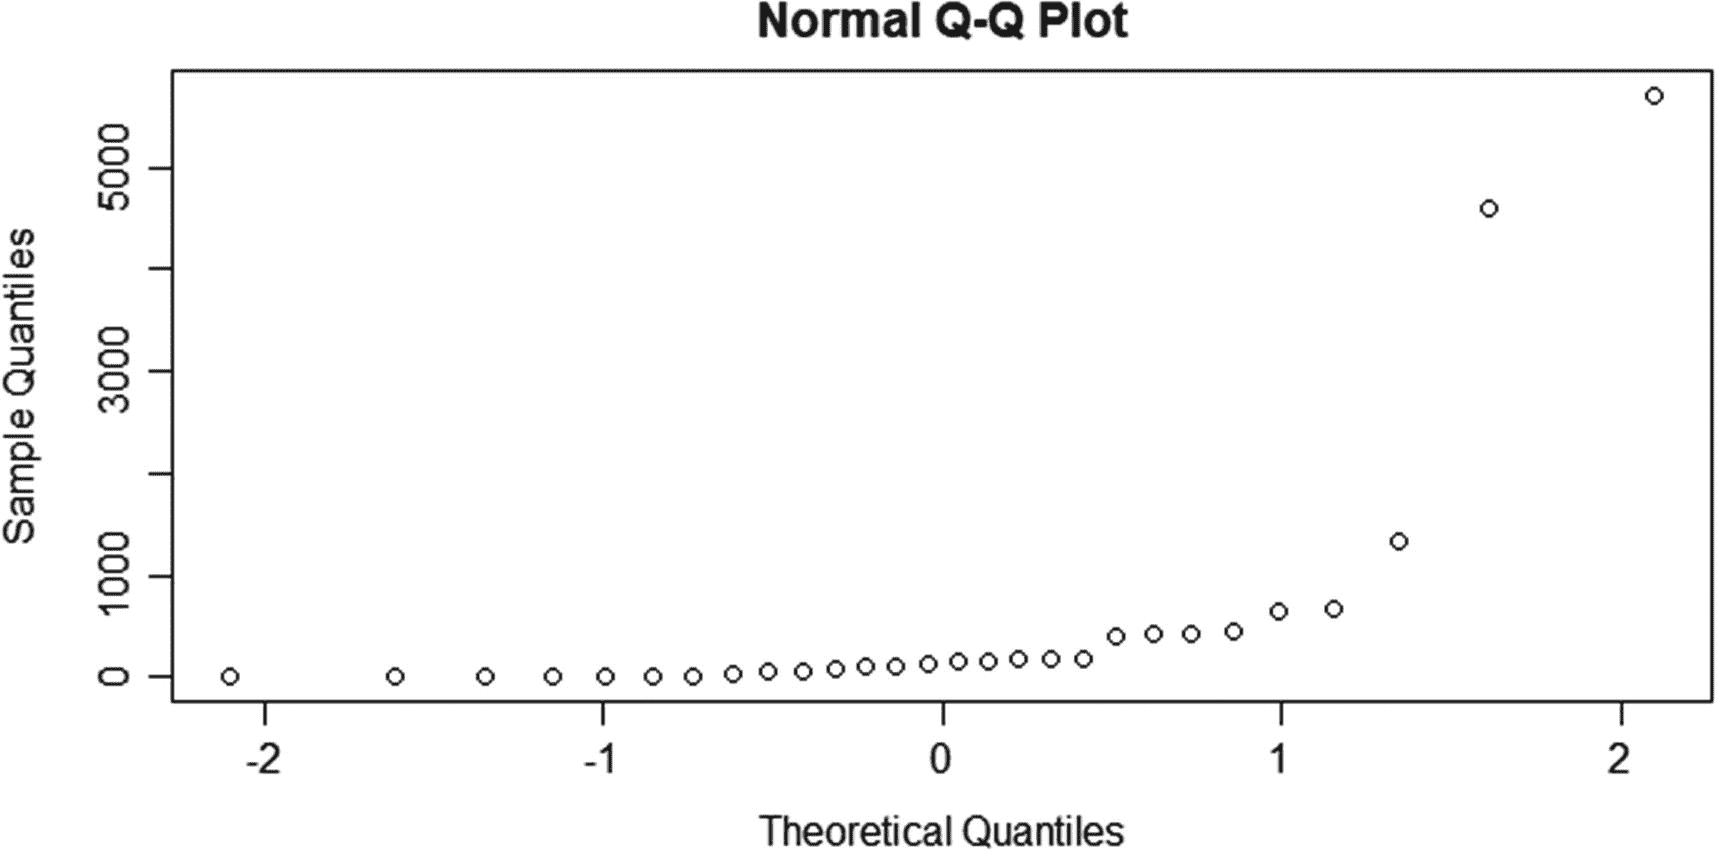 Normal Q-Q Plot
Sample Quantiles
5000
3000
1000
0
-2 -1 0 1 2
Theoretical Quantiles